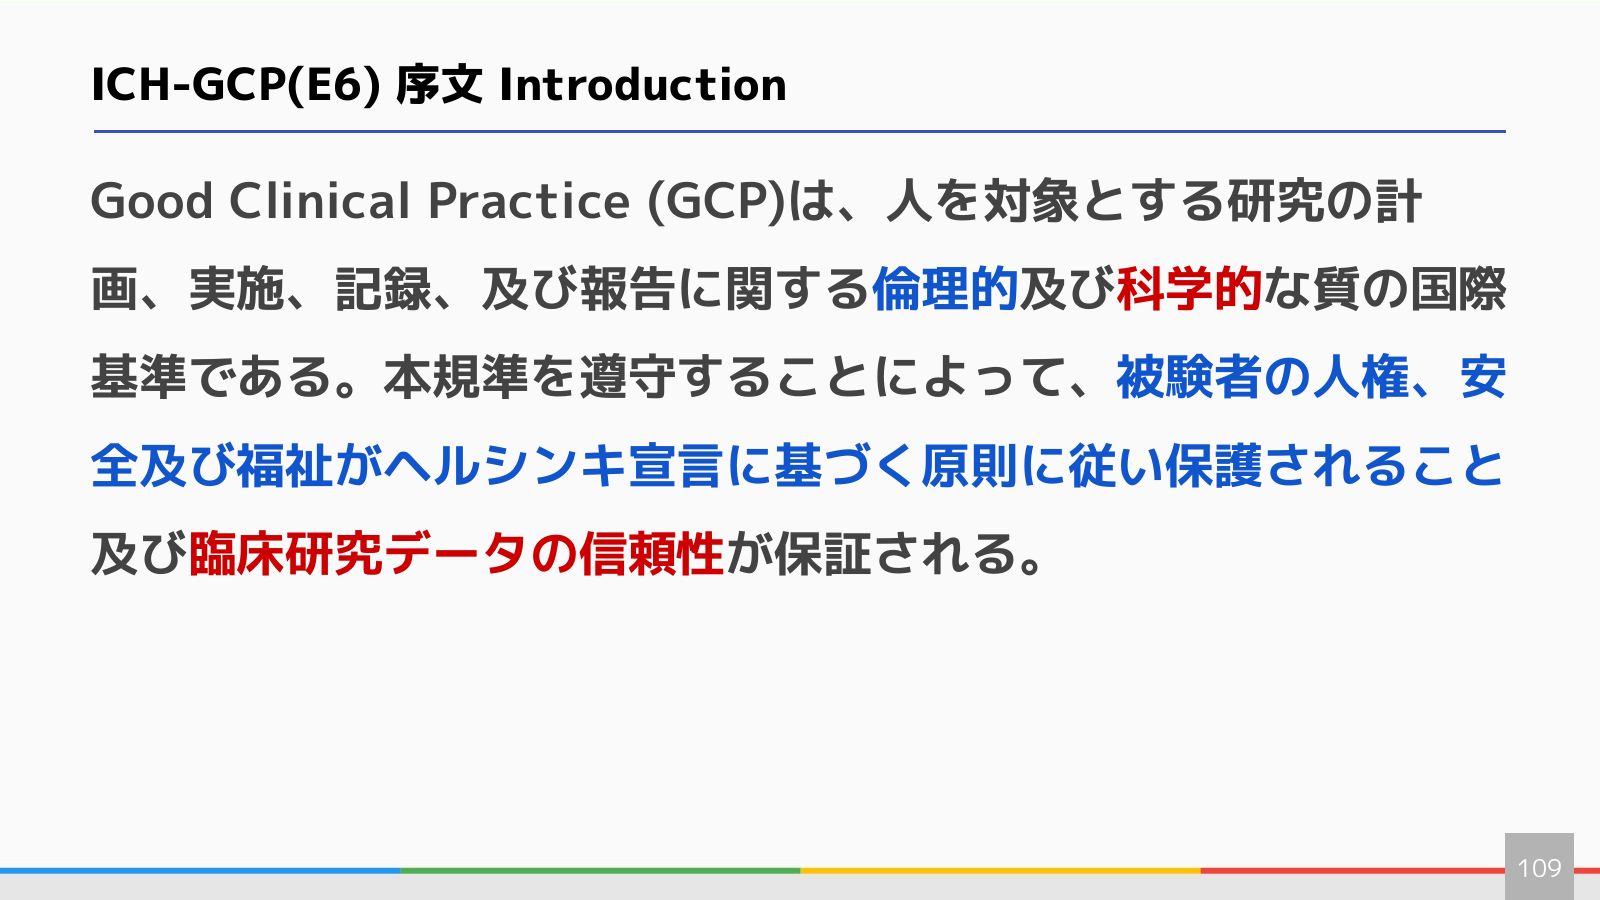 ICH-GCP(E6) 序文 Introduction
Good Clinical Practice (GCP)は、人を対象とする研究の計
画、実施、記録、及び報告に関する倫理的及び科学的な質の国際
基準である。本規準を遵守することによって、被験者の人権、安
全及び福祉がヘルシンキ宣言に基づく原則に従い保護されること
及び臨床研究データの信頼性が保証される。
109